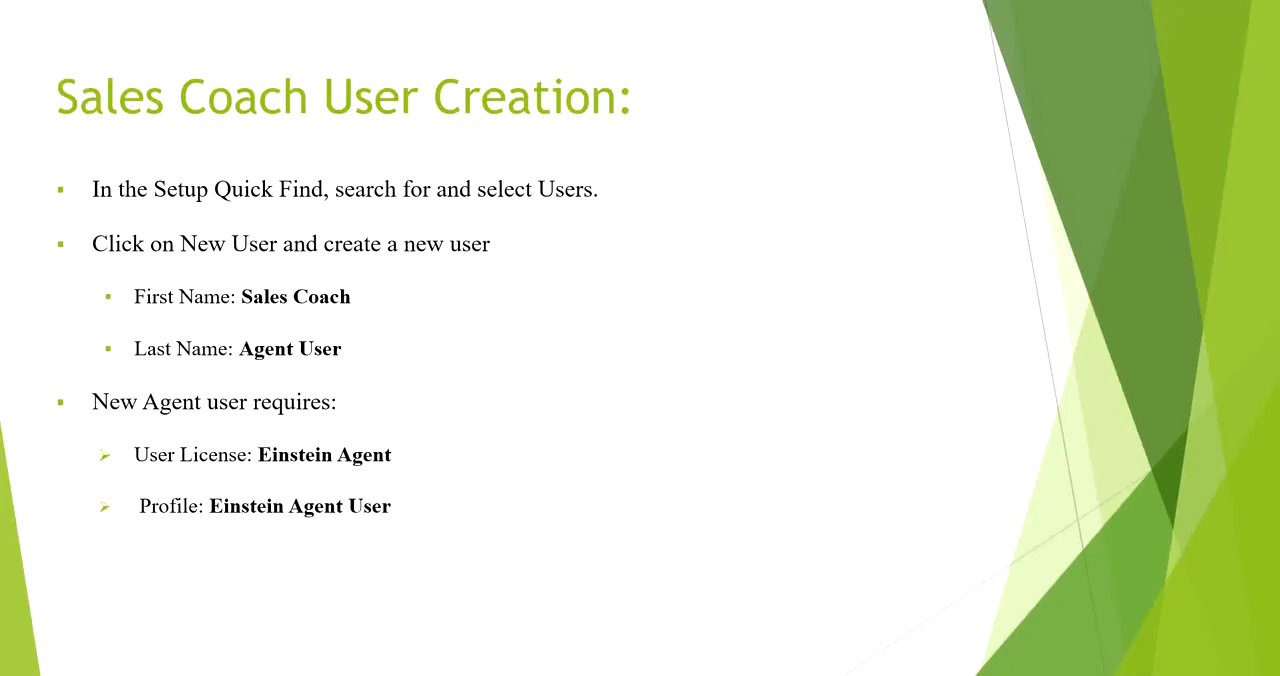 Sales Coach User Creation:
In the Setup Quick Find, search for and select Users.
Click on New User and create a new user
First Name: Sales Coach
Last Name: Agent User
New Agent user requires:
User License: Einstein Agent
Profile: Einstein Agent User